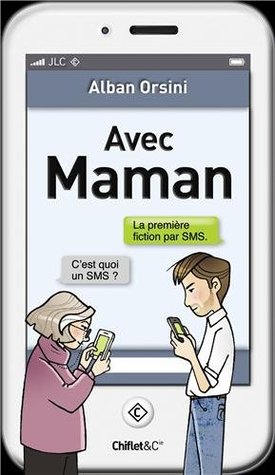 JLC
Alban Orsini
Avec
Maman
La première
fiction par SMS.
C'est quoi
un SMS ?
C
Chiflet&Cie